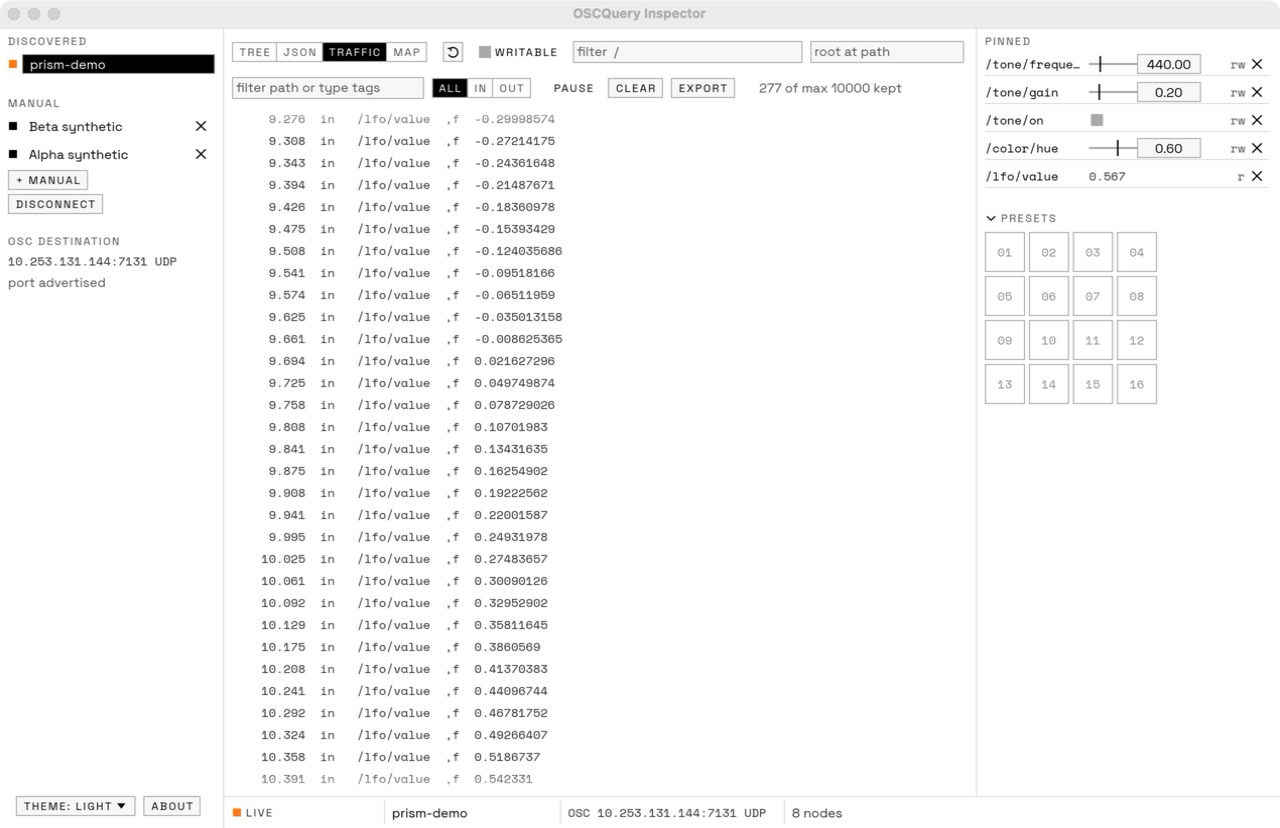 OSCQuery Inspector
DISCOVERED
prism-demo
MANUAL
Beta synthetic
Alpha synthetic
+ MANUAL
DISCONNECT
OSC DESTINATION
10.253.131.144:7131 UDP
port advertised
THEME: LIGHT ABOUT
TREE JSON TRAFFIC MAP WRITABLE filter / root at path
filter path or type tags ALL IN OUT PAUSE CLEAR EXPORT 277 of max 10000 kept
9.276 in /lfo/value ,f -0.29998574
9.308 in /lfo/value ,f -0.27214175
9.343 in /lfo/value ,f -0.24361648
9.394 in /lfo/value ,f -0.21487671
9.426 in /lfo/value ,f -0.18360978
9.475 in /lfo/value ,f -0.15393429
9.508 in /lfo/value ,f -0.124035686
9.541 in /lfo/value ,f -0.09518166
9.574 in /lfo/value ,f -0.06511959
9.625 in /lfo/value ,f -0.035013158
9.661 in /lfo/value ,f -0.008625365
9.694 in /lfo/value ,f 0.021627296
9.725 in /lfo/value ,f 0.049749874
9.758 in /lfo/value ,f 0.078729026
9.808 in /lfo/value ,f 0.10701983
9.841 in /lfo/value ,f 0.13431635
9.875 in /lfo/value ,f 0.16254902
9.908 in /lfo/value ,f 0.19222562
9.941 in /lfo/value ,f 0.22001587
9.995 in /lfo/value ,f 0.24931978
10.025 in /lfo/value ,f 0.27483657
10.061 in /lfo/value ,f 0.30090126
10.092 in /lfo/value ,f 0.32952902
10.129 in /lfo/value ,f 0.35811645
10.175 in /lfo/value ,f 0.3860569
10.208 in /lfo/value ,f 0.41370383
10.241 in /lfo/value ,f 0.44096744
10.292 in /lfo/value ,f 0.46781752
10.324 in /lfo/value ,f 0.49266407
10.358 in /lfo/value ,f 0.5186737
10.391 in /lfo/value ,f 0.542331
PINNED
/tone/freque… 440.00 rw
/tone/gain 0.20 rw
/tone/on rw
/color/hue 0.60 rw
/lfo/value 0.567 r
PRESETS
01 02 03 04
05 06 07 08
09 10 11 12
13 14 15 16
LIVE prism-demo OSC 10.253.131.144:7131 UDP 8 nodes